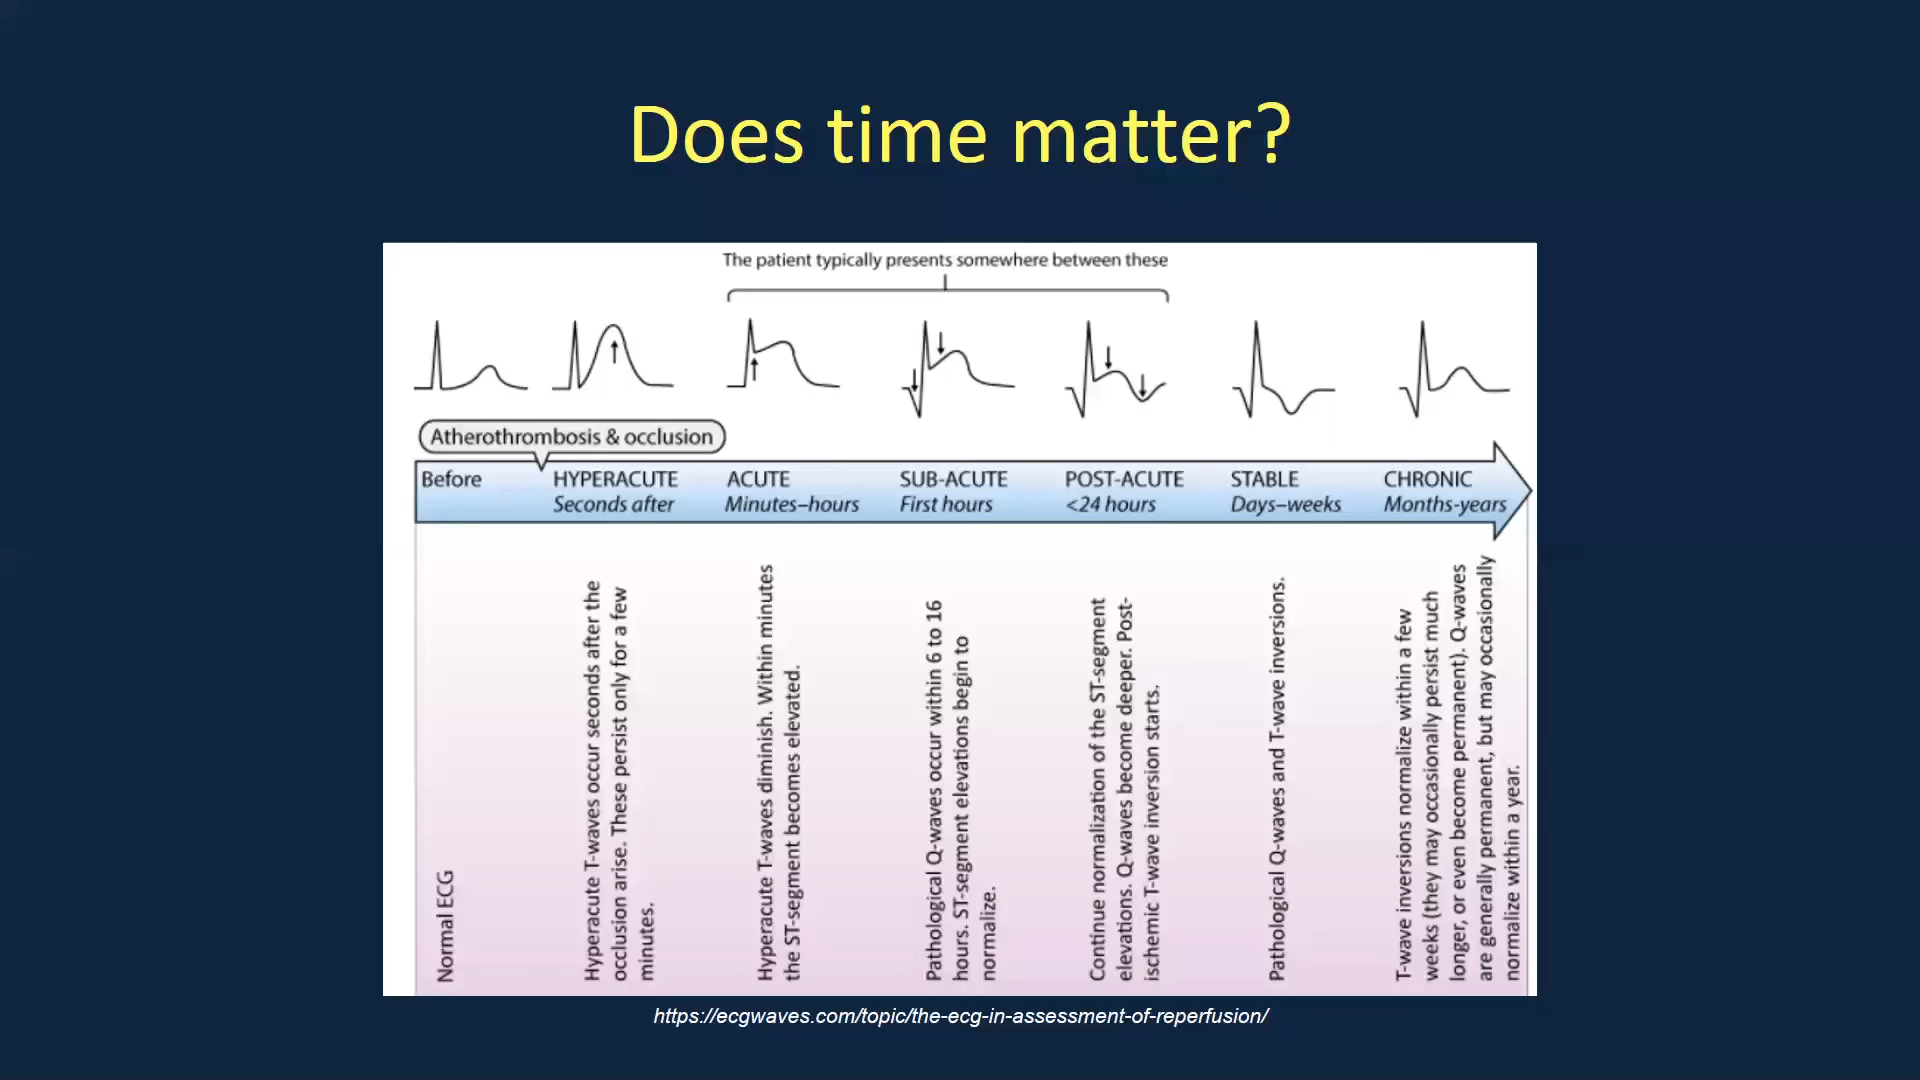 Does time matter?
The patient typically presents somewhere between these
Atherothrombosis & occlusion
Before
HYPERACUTE
Seconds after
ACUTE
Minutes–hours
SUB-ACUTE
First hours
POST-ACUTE
<24 hours
STABLE
Days–weeks
CHRONIC
Months-years
Normal ECG
Hyperacute T-waves occur seconds after the
occlusion arise. These persist only for a few
minutes.
Hyperacute T-waves diminish. Within minutes
the ST-segment becomes elevated.
Pathological Q-waves occur within 6 to 16
hours. ST-segment elevations begin to
normalize.
Continue normalization of the ST-segment
elevations. Q-waves become deeper. Post-
ischemic T-wave inversion starts.
Pathological Q-waves and T-wave inversions.
T-wave inversions normalize within a few
weeks (they may occasionally persist much
longer, or even become permanent). Q-waves
are generally permanent, but may occasionally
normalize within a year.
https://ecgwaves.com/topic/the-ecg-in-assessment-of-reperfusion/